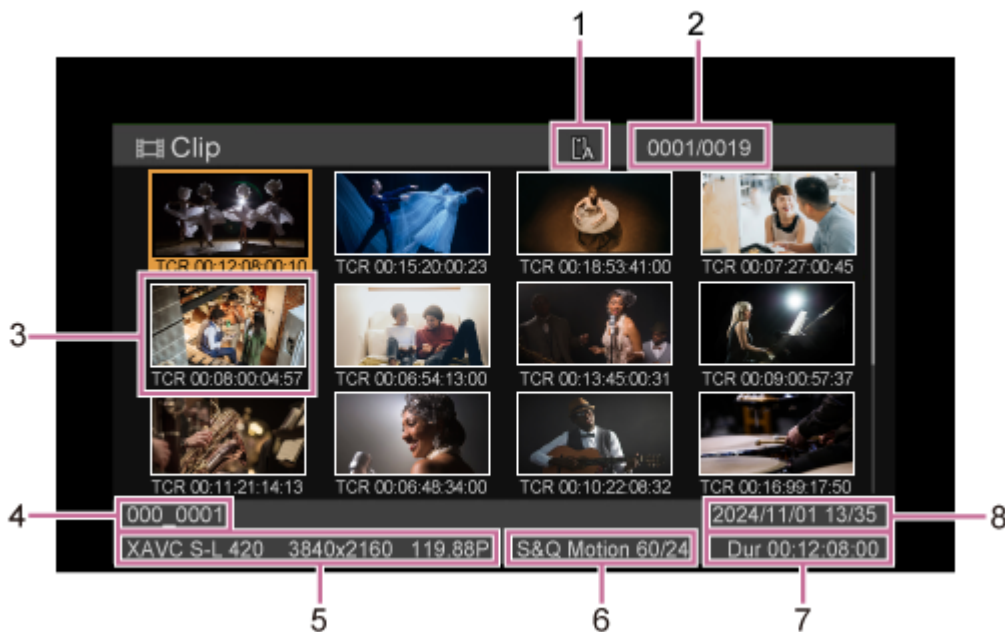 1 2
Clip A 0001/0019
TCR 00:12:08:00:10 TCR 00:15:20:00:23 TCR 00:18:53:41:00 TCR 00:07:27:00:45
3
TCR 00:08:00:04:57 TCR 00:06:54:13:00 TCR 00:13:45:00:31 TCR 00:09:00:57:37
TCR 00:11:21:14:13 TCR 00:06:48:34:00 TCR 00:10:22:08:32 TCR 00:16:99:17:50
4 000_0001 2024/11/01 13/35 8
XAVC S-L 420 3840x2160 119.88P S&Q Motion 60/24 Dur 00:12:08:00
5 6 7